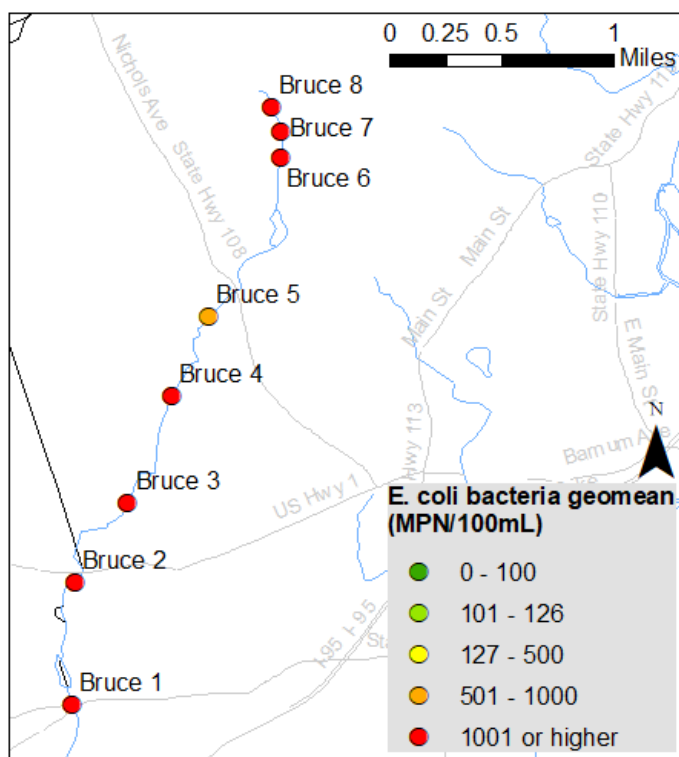 0 0.25 0.5 1
Miles
Nichols Ave
State Hwy 108
Bruce 8
Bruce 7
Bruce 6
Bruce 5
Bruce 4
Bruce 3
Bruce 2
Bruce 1
Main St
Main St
State Hwy 110
E Main St
Hwy 113
US Hwy 1
Barnum Ave
I-95 I-95
N
E. coli bacteria geomean
(MPN/100mL)
0 - 100
101 - 126
127 - 500
501 - 1000
1001 or higher